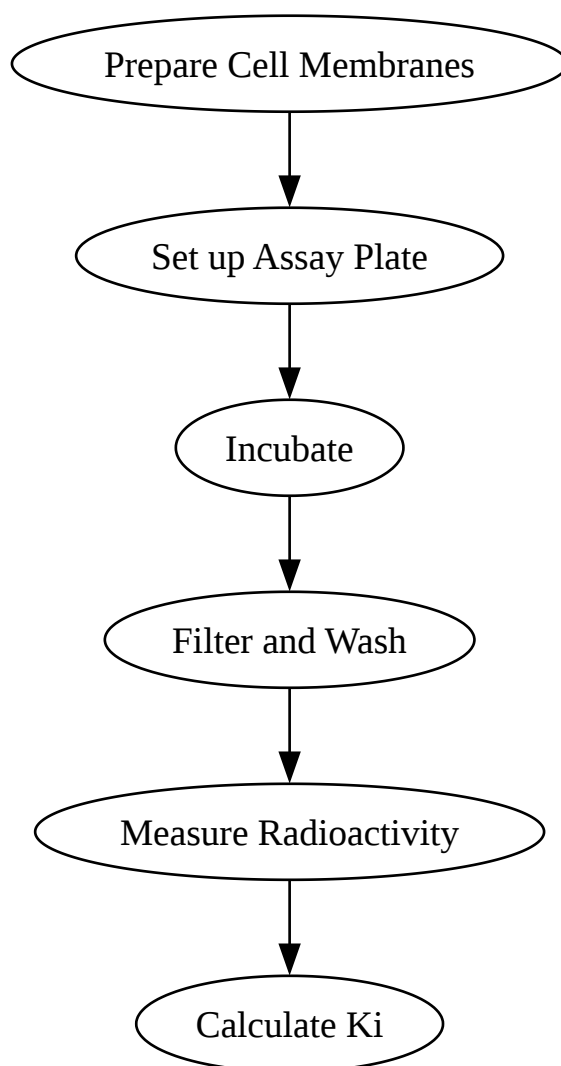 Prepare Cell Membranes
Set up Assay Plate
Incubate
Filter and Wash
Measure Radioactivity
Calculate Ki